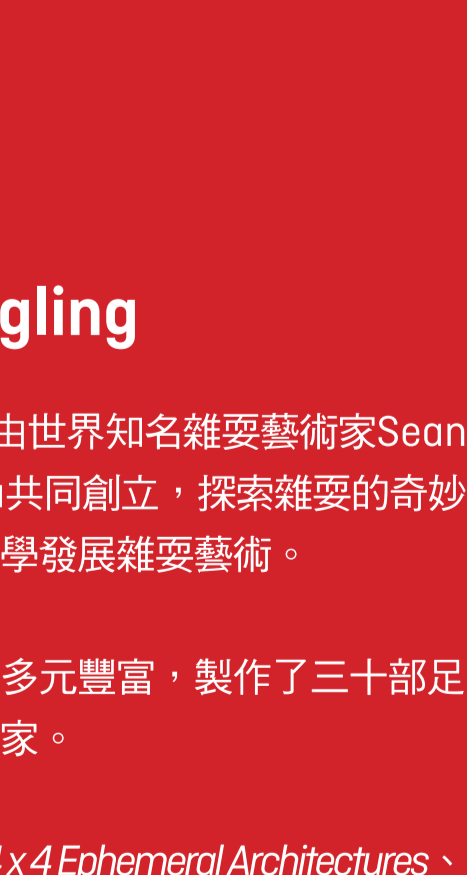 gling
由世界知名雜耍藝術家Sean
共同創立，探索雜耍的奇妙
學發展雜耍藝術。
多元豐富，製作了三十部足
家。
x 4 Ephemeral Architectures、